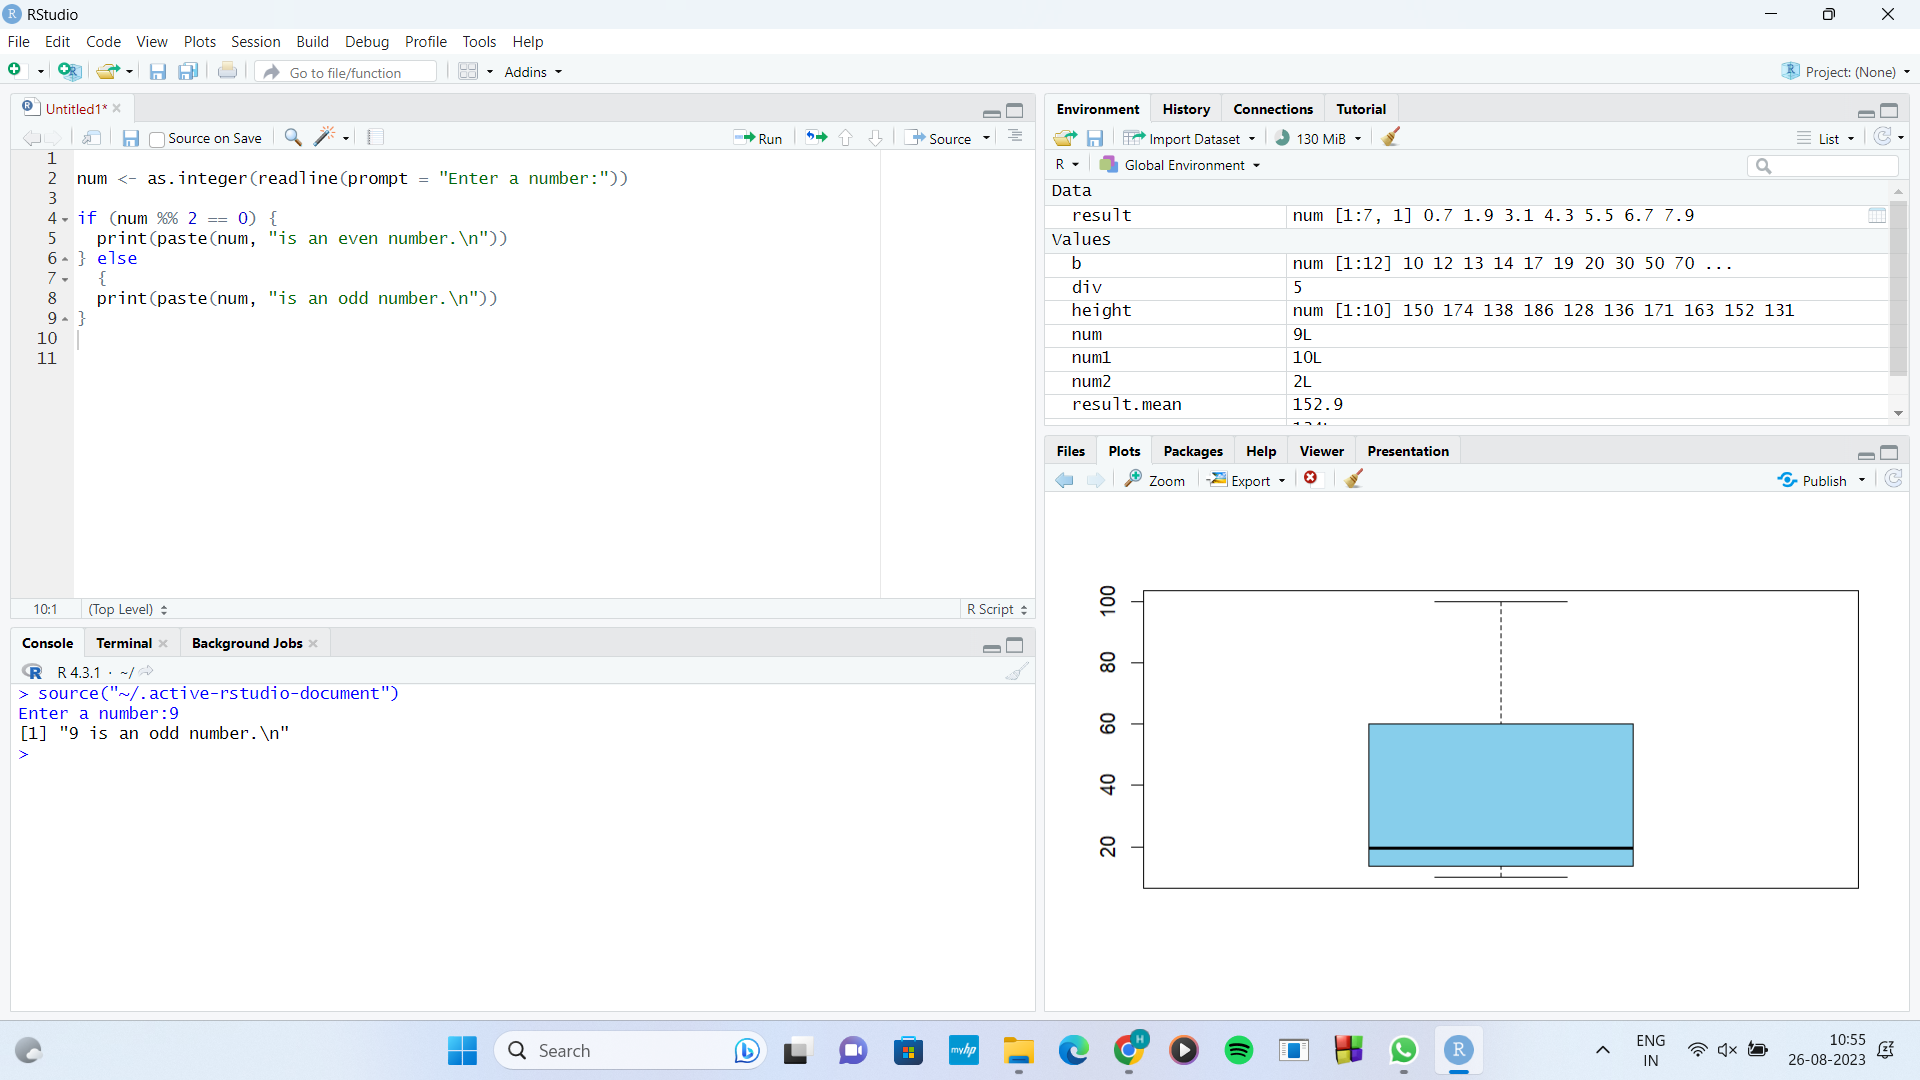 RStudio
File Edit Code View Plots Session Build Debug Profile Tools Help
Go to file/function Addins Project: (None)
Untitled1*
Source on Save Run Source
1
2 num <- as.integer(readline(prompt = "Enter a number:"))
3
4 if (num %% 2 == 0) {
5 print(paste(num, "is an even number.\n"))
6 } else
7 {
8 print(paste(num, "is an odd number.\n"))
9 }
10
11
10:1 (Top Level) R Script
Console Terminal Background Jobs
R 4.3.1 · ~/
> source("~/.active-rstudio-document")
Enter a number:9
[1] "9 is an odd number.\n"
>
Environment History Connections Tutorial
Import Dataset 130 MiB List
R Global Environment
Data
result num [1:7, 1] 0.7 1.9 3.1 4.3 5.5 6.7 7.9
Values
b num [1:12] 10 12 13 14 17 19 20 30 50 70 ...
div 5
height num [1:10] 150 174 138 186 128 136 171 163 152 131
num 9L
num1 10L
num2 2L
result.mean 152.9
Files Plots Packages Help Viewer Presentation
Zoom Export Publish
100
80
60
40
20
Search
myhp
H
R
ENG
IN
10:55
26-08-2023